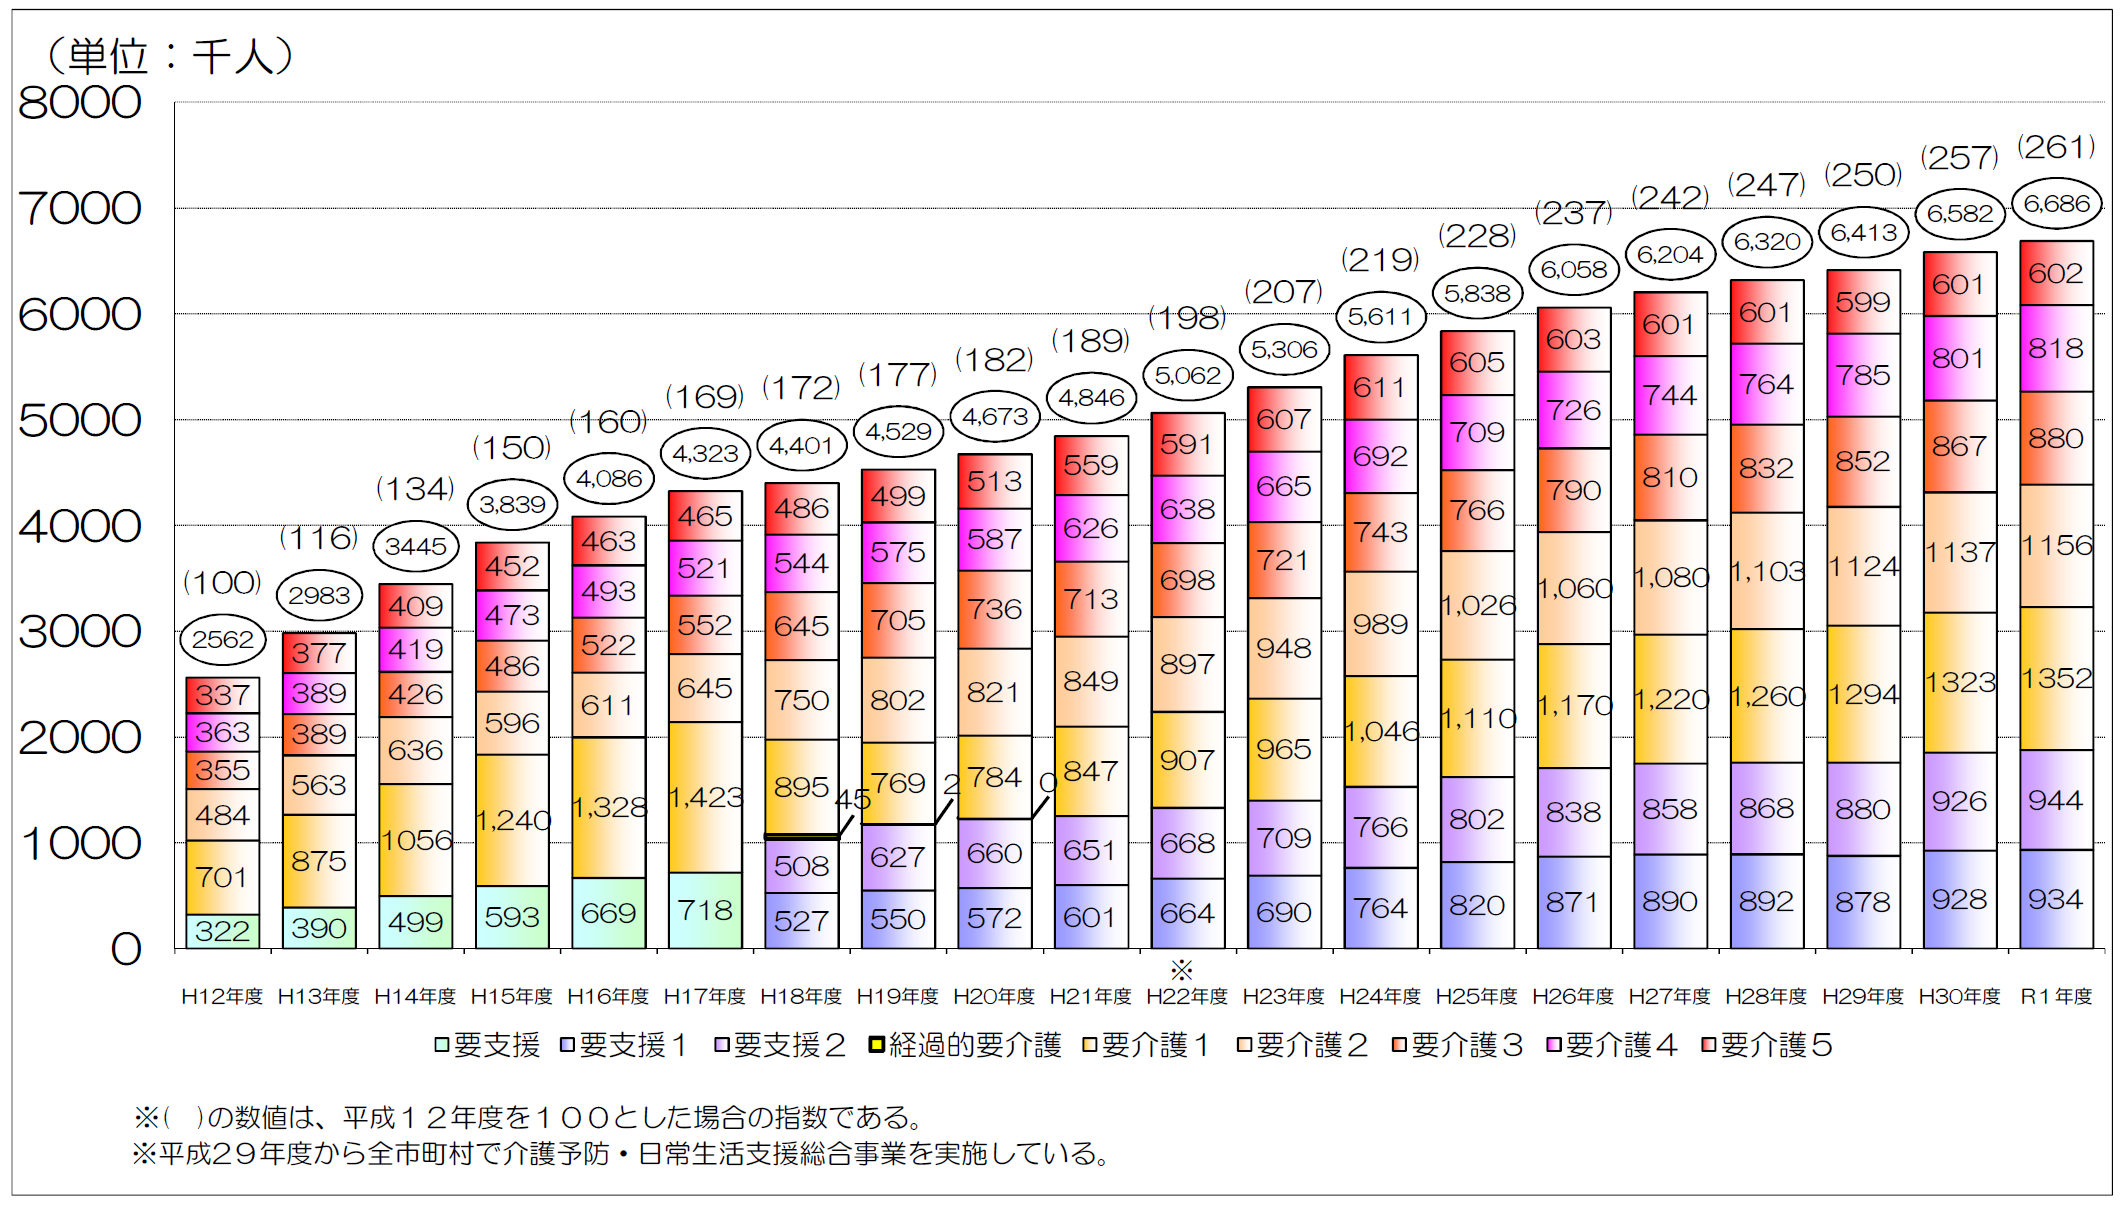 （単位：千人）
8000
7000
6000
5000
4000
3000
2000
1000
0
(100) (116) (134) (150) (160) (169) (172) (177) (182) (189) (198) (207) (219) (228) (237) (242) (247) (250) (257) (261)
2562 2983 3445 3,839 4,086 4,323 4,401 4,529 4,673 4,846 5,062 5,306 5,611 5,838 6,058 6,204 6,320 6,413 6,582 6,686
337 377 409 452 463 465 486 499 513 559 591 607 611 605 603 601 601 599 601 602
363 389 419 473 493 521 544 575 587 626 638 665 692 709 726 744 764 785 801 818
355 389 426 486 522 552 645 705 736 713 698 721 743 766 790 810 832 852 867 880
484 563 636 596 611 645 750 802 821 849 897 948 989 1,026 1,060 1,080 1,103 1124 1137 1156
701 875 1056 1,240 1,328 1,423 895 769 784 847 907 965 1,046 1,110 1,170 1,220 1,260 1294 1323 1352
45 2 0
508 627 660 651 668 709 766 802 838 858 868 880 926 944
322 390 499 593 669 718 527 550 572 601 664 690 764 820 871 890 892 878 928 934
※
H12年度 H13年度 H14年度 H15年度 H16年度 H17年度 H18年度 H19年度 H20年度 H21年度 H22年度 H23年度 H24年度 H25年度 H26年度 H27年度 H28年度 H29年度 H30年度 R１年度
要支援 要支援１ 要支援２ 経過的要介護 要介護１ 要介護２ 要介護３ 要介護４ 要介護５
※(　)の数値は、平成１２年度を１００とした場合の指数である。
※平成２９年度から全市町村で介護予防・日常生活支援総合事業を実施している。